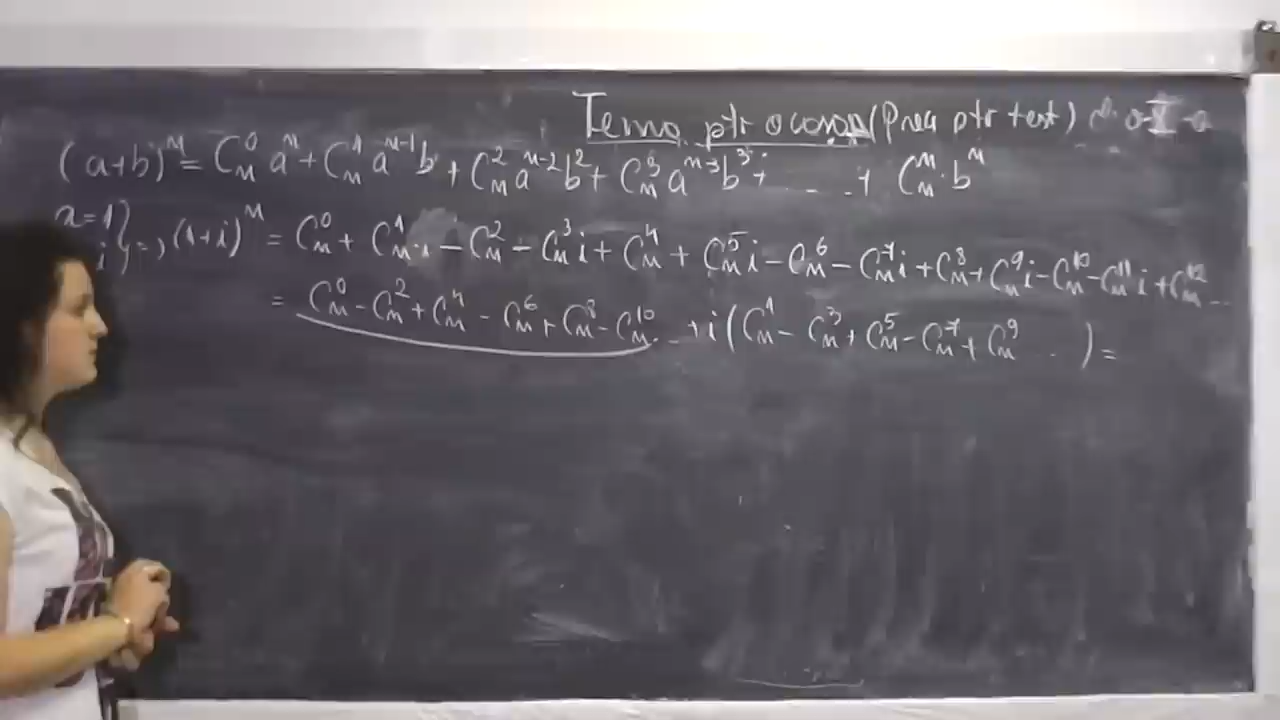 Tema ptr acasă (Preg ptr test) cl. a-X-a
(a+b)^n = C_n^0 a^n + C_n^1 a^{n-1} b + C_n^2 a^{n-2} b^2 + C_n^3 a^{n-3} b^3 + ... + C_n^n · b^n
a=1 } i } => (1+i)^n = C_n^0 + C_n^1 · i - C_n^2 - C_n^3 i + C_n^4 + C_n^5 i - C_n^6 - C_n^7 i + C_n^8 + C_n^9 i - C_n^10 - C_n^11 i + C_n^12 ...
= C_n^0 - C_n^2 + C_n^4 - C_n^6 + C_n^8 - C_n^10 ... + i (C_n^1 - C_n^3 + C_n^5 - C_n^7 + C_n^9 ...) =